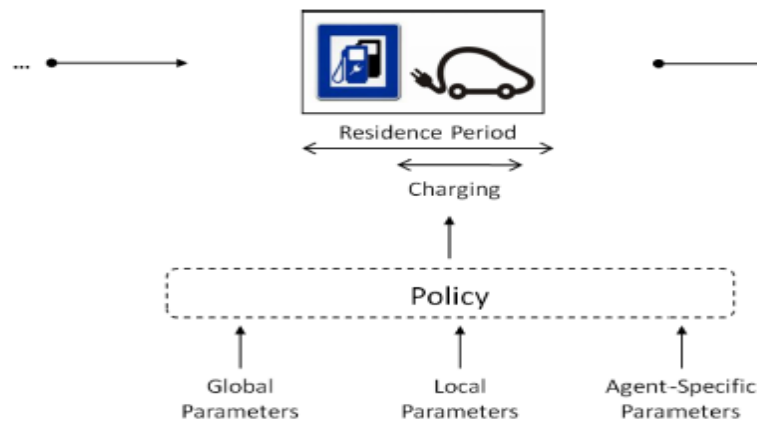 ...
Residence Period
Charging
Policy
Global
Parameters
Local
Parameters
Agent-Specific
Parameters